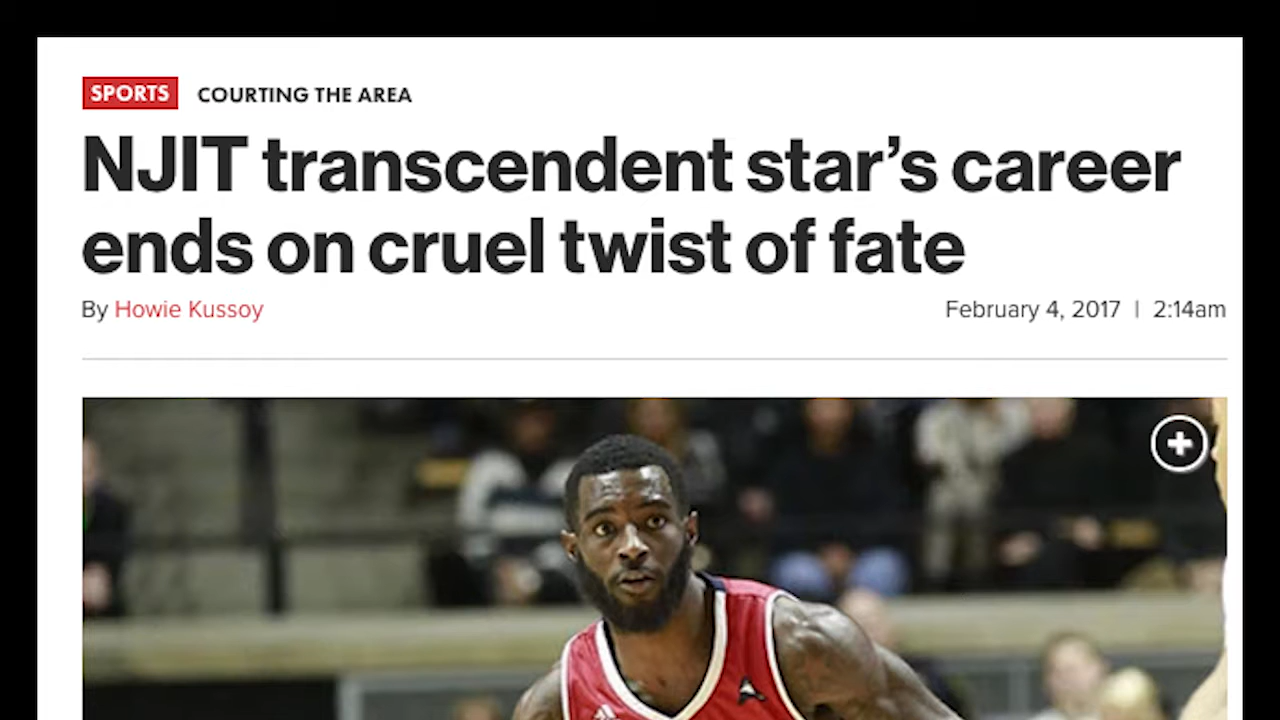 SPORTS COURTING THE AREA
NJIT transcendent star’s career
ends on cruel twist of fate
By Howie Kussoy February 4, 2017 | 2:14am